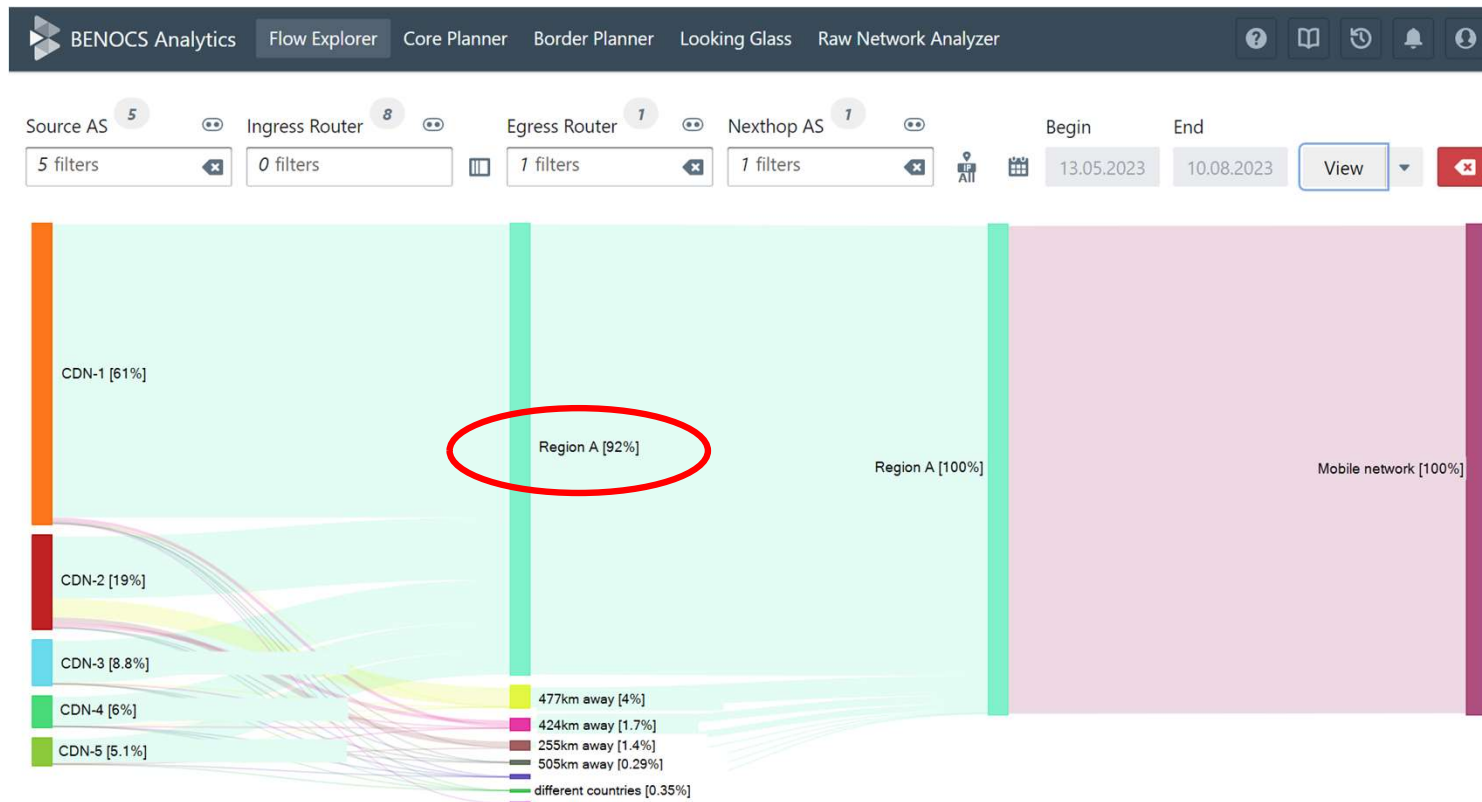 BENOCS Analytics Flow Explorer Core Planner Border Planner Looking Glass Raw Network Analyzer
Source AS 5 Ingress Router 8 Egress Router 1 Nexthop AS 1 Begin End
5 filters 0 filters 1 filters 1 filters IP All 13.05.2023 10.08.2023 View
CDN-1 [61%]
Region A [92%]
Region A [100%]
Mobile network [100%]
CDN-2 [19%]
CDN-3 [8.8%]
CDN-4 [6%]
CDN-5 [5.1%]
477km away [4%]
424km away [1.7%]
255km away [1.4%]
505km away [0.29%]
different countries [0.35%]